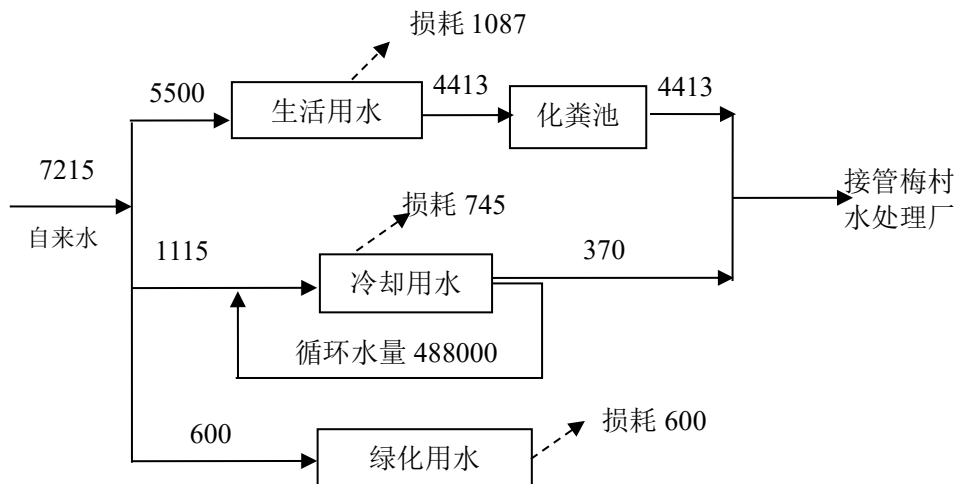 损耗 1087
5500
生活用水
4413
化粪池
4413
7215
自来水
接管梅村
水处理厂
损耗 745
1115
冷却用水
370
循环水量 488000
损耗 600
600
绿化用水